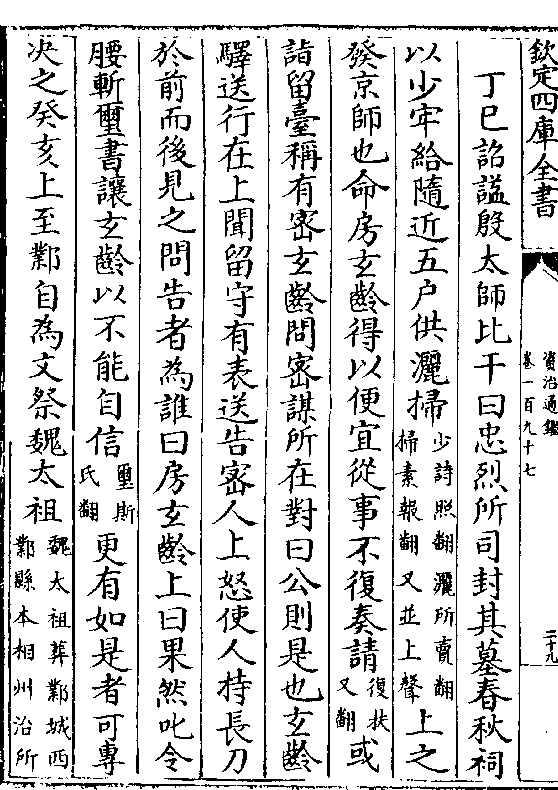 欽定四庫全書
資治通鑑
卷一百九十七
二十九
丁巳詔諡殷太師比干曰忠烈所司封其墓春秋祠
以少牢給隨近五户供灑掃少詩照翻灑所賣翻掃素報翻又並上聲上之
發京師也命房玄齡得以便宜從事不復奏請復扶又翻或
詣留臺稱有密玄齡問密謀所在對曰公則是也玄齡
驛送行在上聞留守有表送告密人上怒使人持長刀
於前而後見之問告者為誰曰房玄齡上曰果然叱令
腰斬璽書讓玄齡以不能自信璽斯氏翻更有如是者可專
决之癸亥上至鄴自為文祭魏太祖魏太祖葬鄴城西鄴縣本相州治所